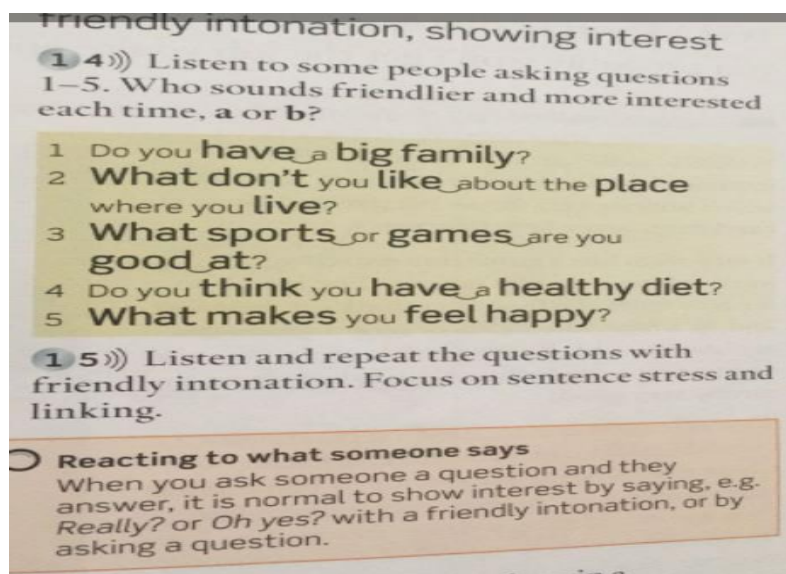 friendly intonation, showing interest
1 4))) Listen to some people asking questions
1–5. Who sounds friendlier and more interested
each time, a or b?
1 Do you have a big family?
2 What don't you like about the place
where you live?
3 What sports or games are you
good at?
4 Do you think you have a healthy diet?
5 What makes you feel happy?
1 5))) Listen and repeat the questions with
friendly intonation. Focus on sentence stress and
linking.
Reacting to what someone says
When you ask someone a question and they
answer, it is normal to show interest by saying, e.g.
Really? or Oh yes? with a friendly intonation, or by
asking a question.